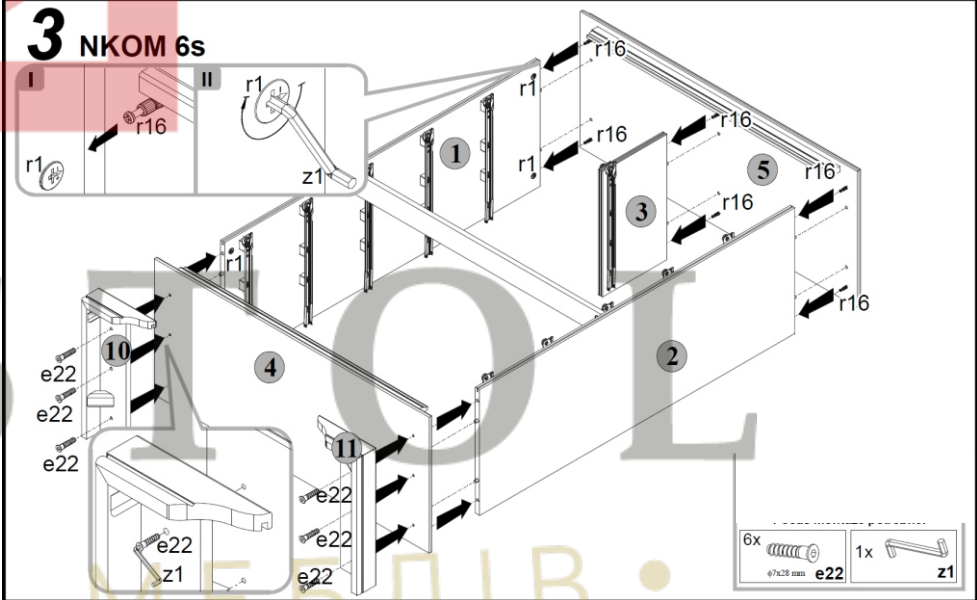 3 NKOM 6s
I
II
r1
r16
r1
z1
r16
r1
r16
r1
r16
r16
r16
r16
r1
1
3
5
2
4
10
11
e22
e22
e22
e22
e22
e22
e22
z1
TOL
МЕБЛІВ
6x
1x
ϕ7x28 mm
e22
z1